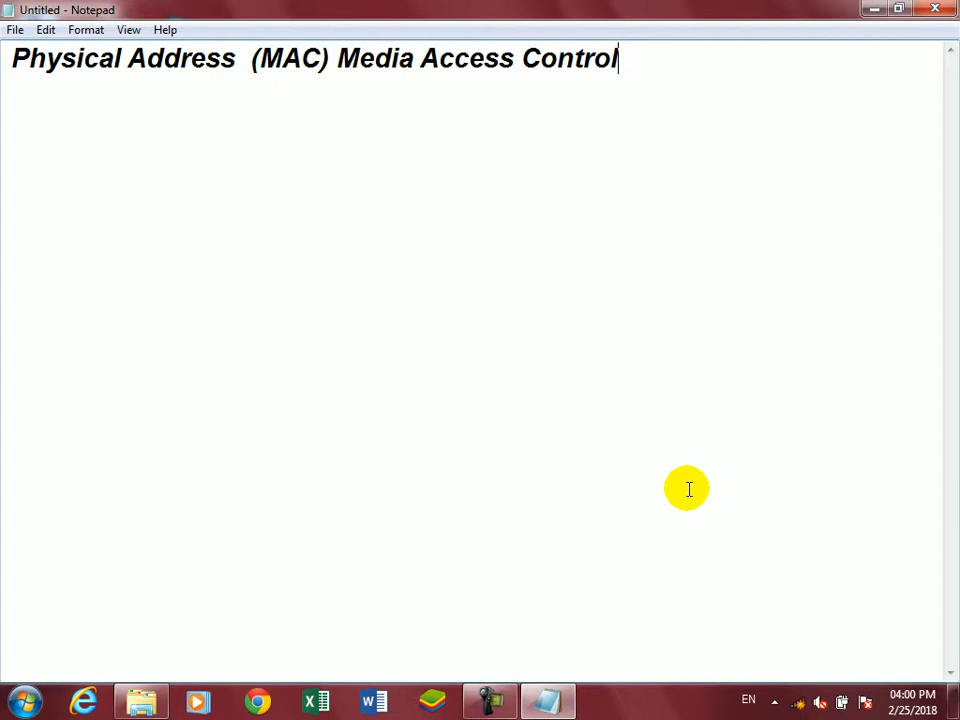 Untitled - Notepad
File Edit Format View Help
Physical Address  (MAC) Media Access Control
EN
04:00 PM
2/25/2018